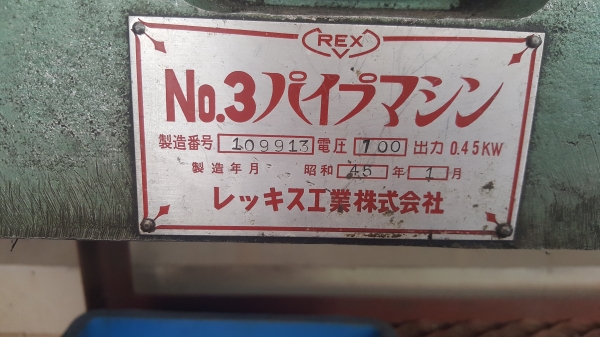 REX
No.3パイプマシン
製造番号 109913 電圧 100 出力 0.45KW
製造年月 昭和 45 年 1 月
レッキス工業株式会社